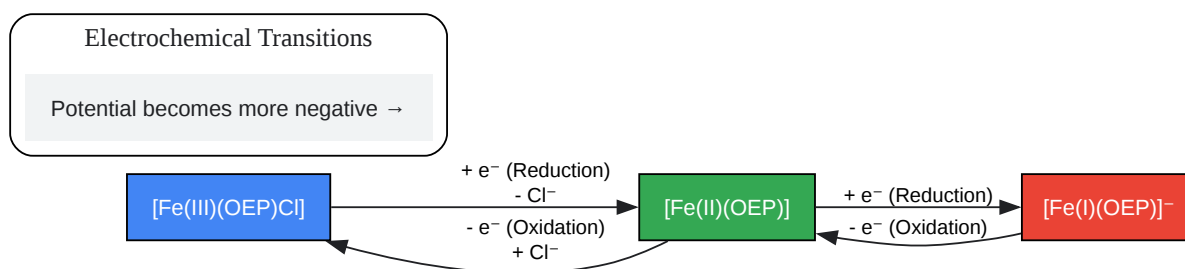 Electrochemical Transitions
Potential becomes more negative →
[Fe(III)(OEP)Cl]
+ e⁻ (Reduction)
- Cl⁻
- e⁻ (Oxidation)
+ Cl⁻
[Fe(II)(OEP)]
+ e⁻ (Reduction)
- e⁻ (Oxidation)
[Fe(I)(OEP)]⁻